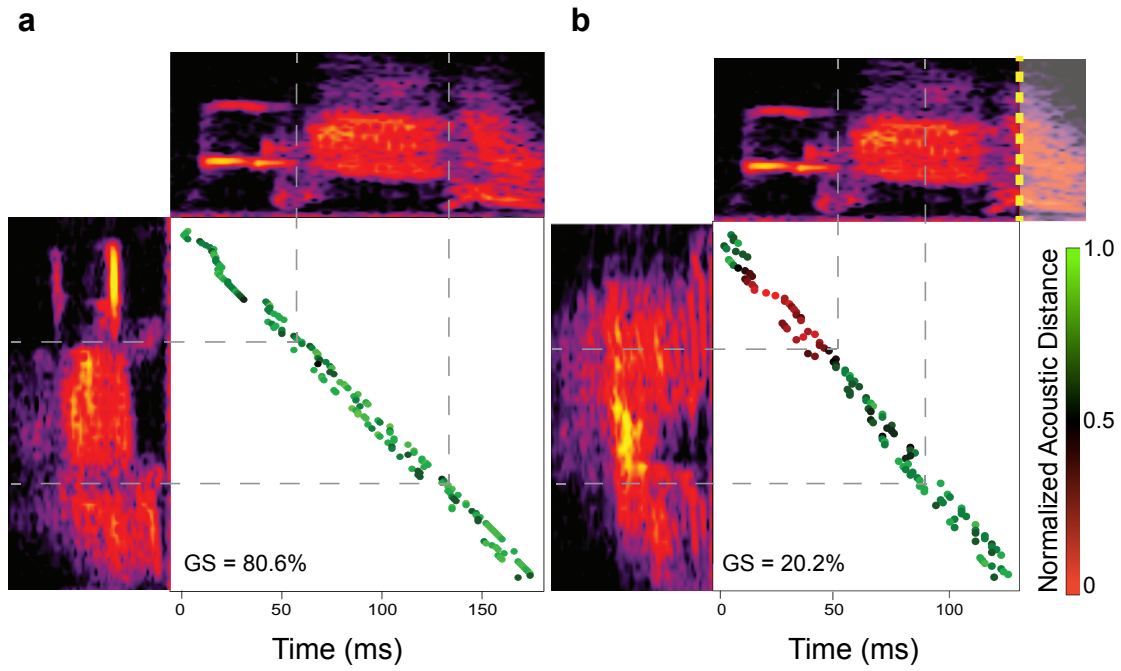 a
b
GS = 80.6%
0
50
100
150
Time (ms)
GS = 20.2%
0
50
100
Time (ms)
Normalized Acoustic Distance
1.0
0.5
0